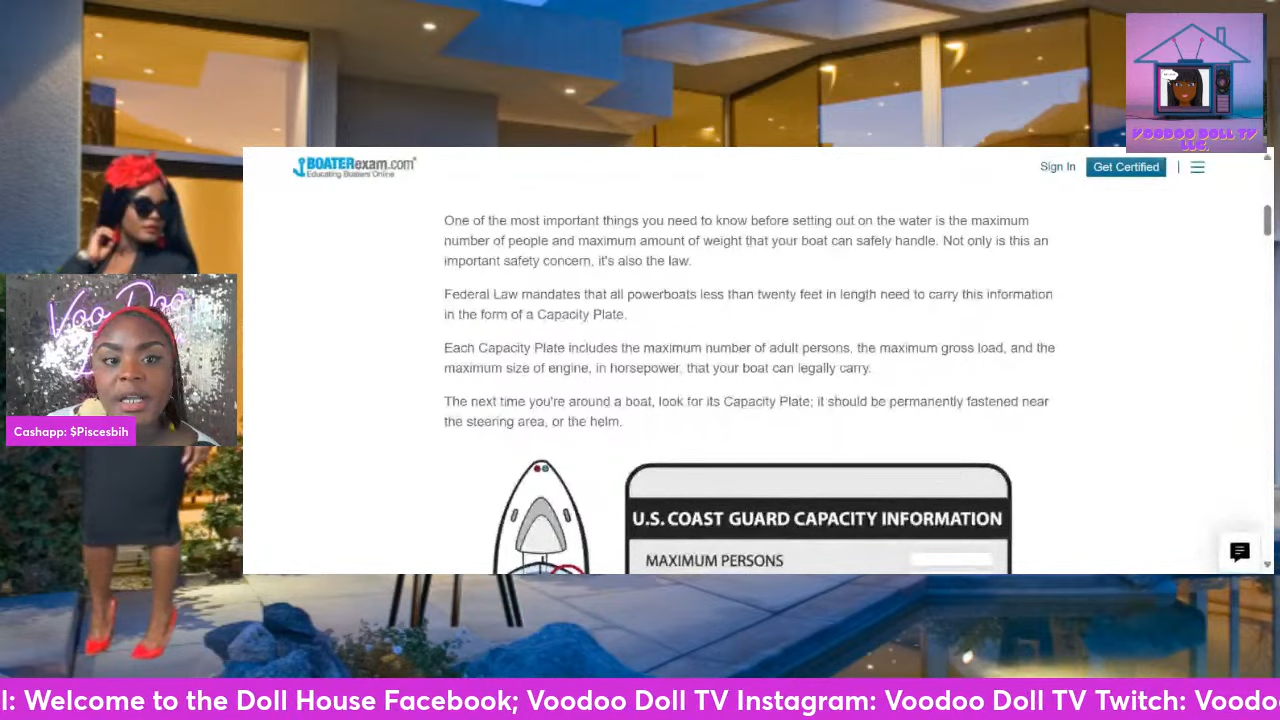 VOODOO DOLL TV
LLC.
BOATERexam.com®
Educating Boaters Online
Sign In
Get Certified
One of the most important things you need to know before setting out on the water is the maximum
number of people and maximum amount of weight that your boat can safely handle. Not only is this an
important safety concern, it's also the law.
Federal Law mandates that all powerboats less than twenty feet in length need to carry this information
in the form of a Capacity Plate.
Each Capacity Plate includes the maximum number of adult persons, the maximum gross load, and the
maximum size of engine, in horsepower, that your boat can legally carry.
The next time you're around a boat, look for its Capacity Plate; it should be permanently fastened near
the steering area, or the helm.
U.S. COAST GUARD CAPACITY INFORMATION
MAXIMUM PERSONS
Voo Doo
Cashapp: $Piscesbih
l: Welcome to the Doll House Facebook; Voodoo Doll TV Instagram: Voodoo Doll TV Twitch: Voodo